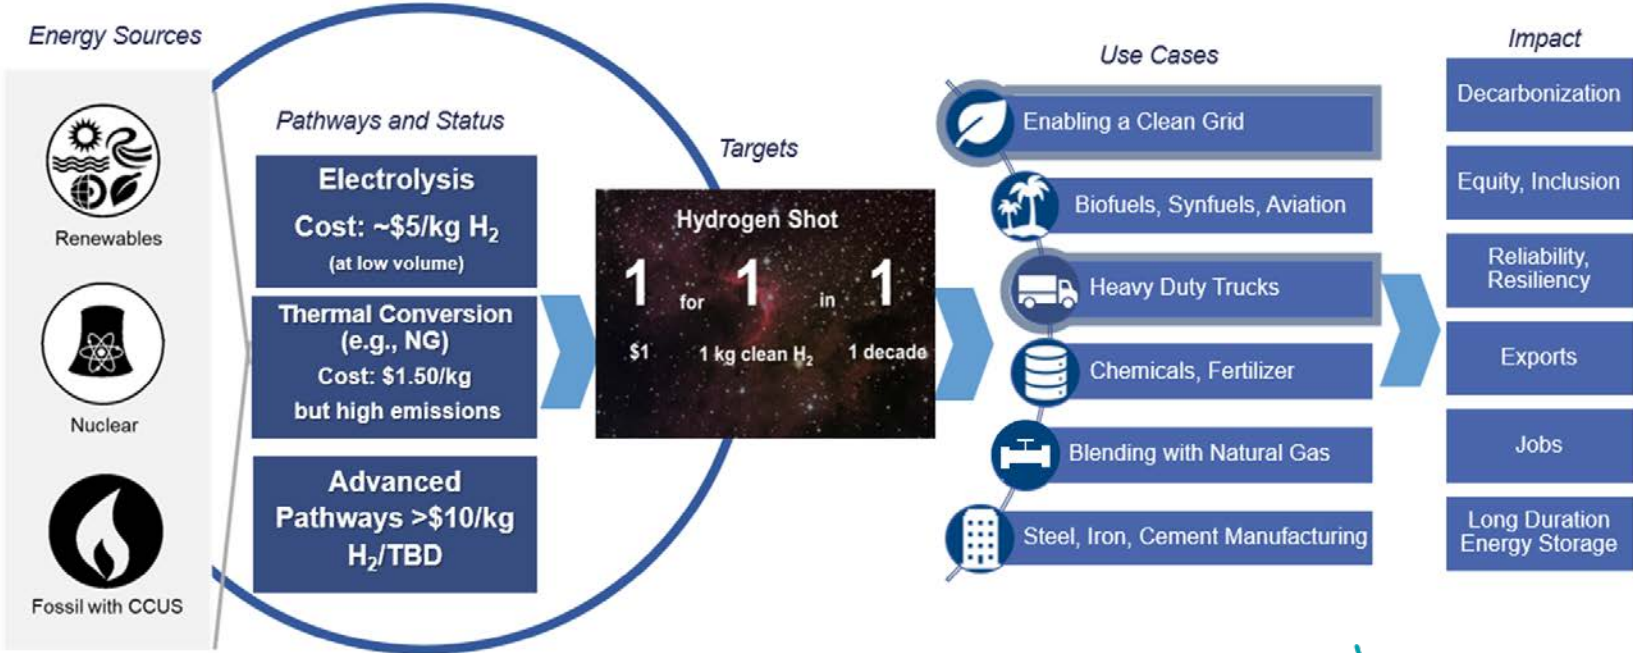 Energy Sources
Renewables
Nuclear
Fossil with CCUS
Pathways and Status
Electrolysis
Cost: ~$5/kg H₂
(at low volume)
Thermal Conversion
(e.g., NG)
Cost: $1.50/kg
but high emissions
Advanced
Pathways >$10/kg
H₂/TBD
Targets
Hydrogen Shot
1 for 1 in 1
$1 1 kg clean H₂ 1 decade
Use Cases
Enabling a Clean Grid
Biofuels, Synfuels, Aviation
Heavy Duty Trucks
Chemicals, Fertilizer
Blending with Natural Gas
Steel, Iron, Cement Manufacturing
Impact
Decarbonization
Equity, Inclusion
Reliability,
Resiliency
Exports
Jobs
Long Duration
Energy Storage